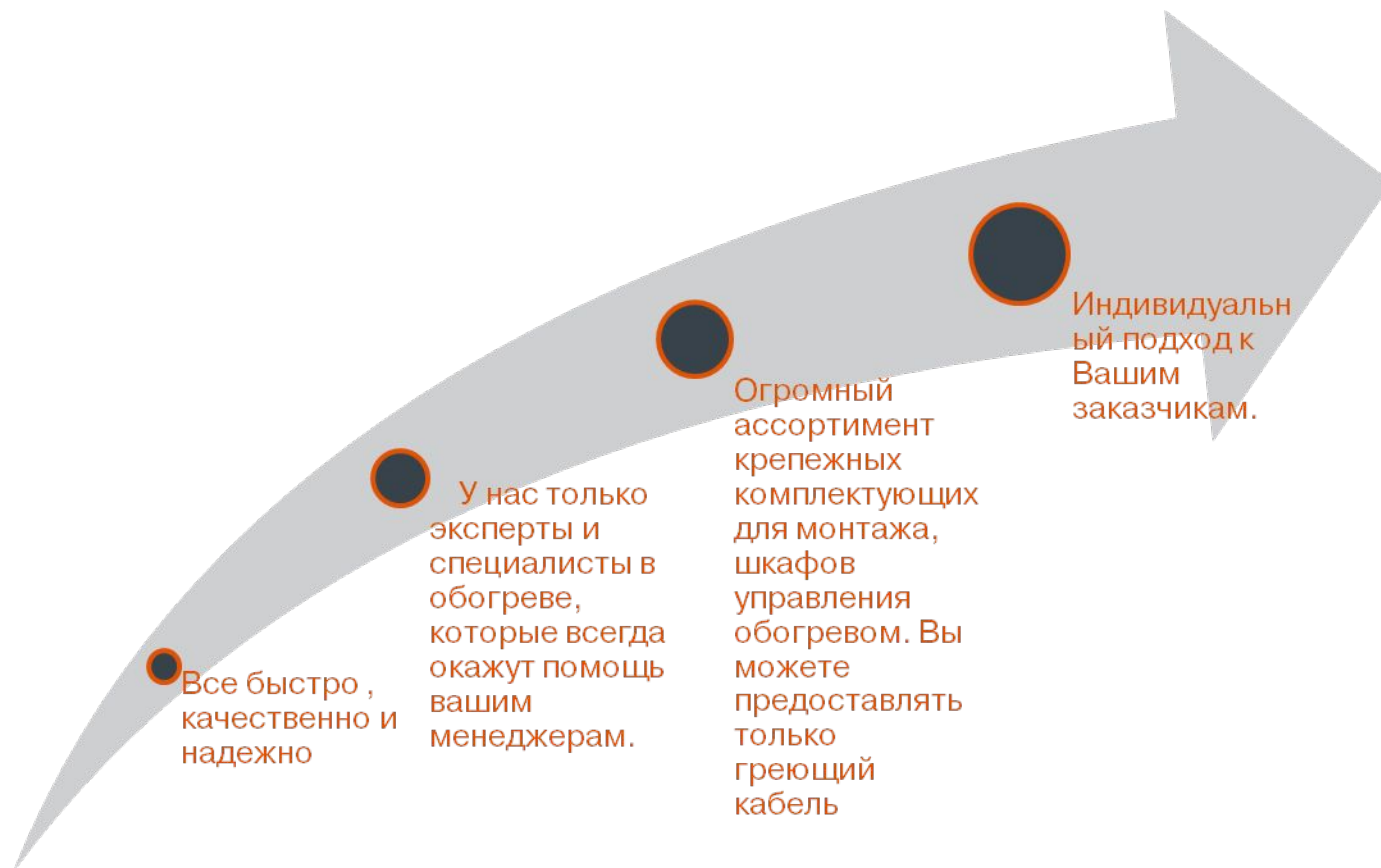 Все быстро ,
качественно и
надежно
У нас только
эксперты и
специалисты в
обогреве,
которые всегда
окажут помощь
вашим
менеджерам.
Огромный
ассортимент
крепежных
комплектующих
для монтажа,
шкафов
управления
обогревом. Вы
можете
предоставлять
только
греющий
кабель
Индивидуальн
ый подход к
Вашим
заказчикам.